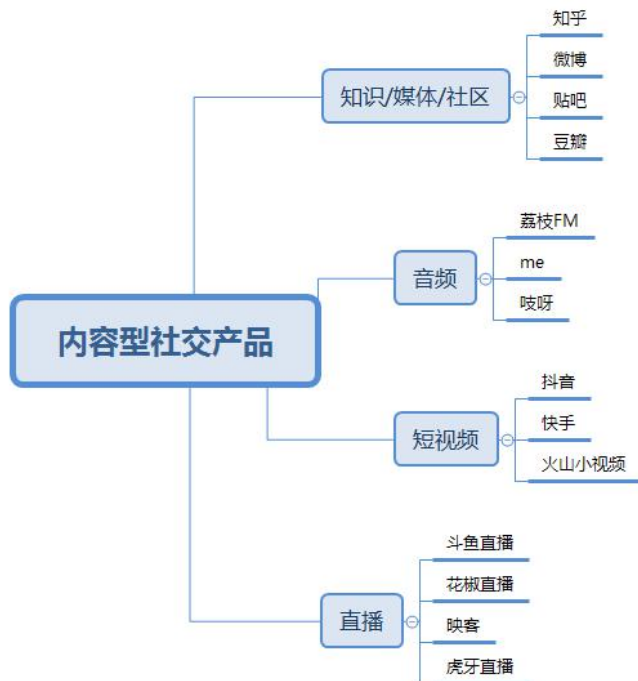 内容型社交产品
知识/媒体/社区
知乎
微博
贴吧
豆瓣
音频
荔枝FM
me
吱呀
短视频
抖音
快手
火山小视频
直播
斗鱼直播
花椒直播
映客
虎牙直播